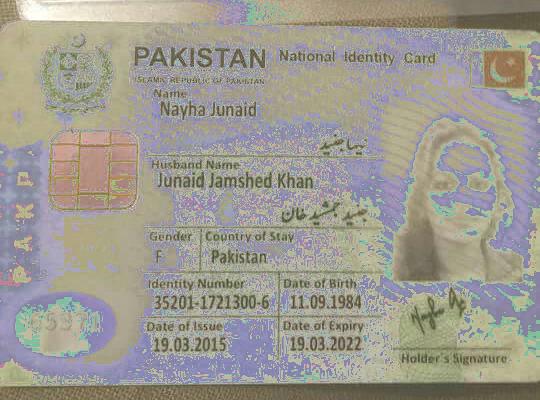 PAKISTAN National Identity Card
ISLAMIC REPUBLIC OF PAKISTAN
Name
Nayha Junaid
نیہا جنید
Husband Name
Junaid Jamshed Khan
جنید جمشید خان
Gender Country of Stay
F Pakistan
Identity Number Date of Birth
35201-1721300-6 11.09.1984
Date of Issue Date of Expiry
19.03.2015 19.03.2022
Holder's Signature